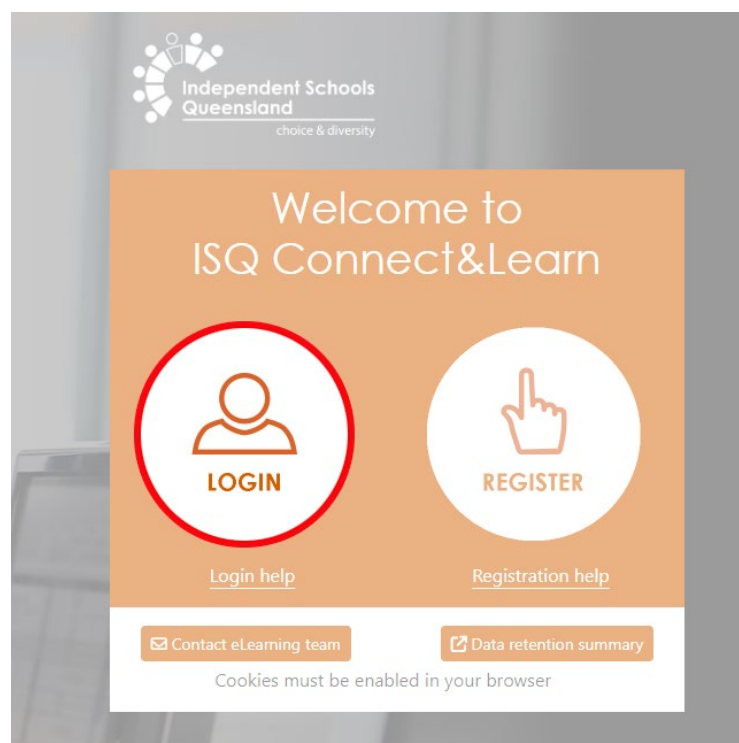 Independent Schools
Queensland
choice & diversity
Welcome to
ISQ Connect&Learn
LOGIN
REGISTER
Login help
Registration help
Contact eLearning team
Data retention summary
Cookies must be enabled in your browser